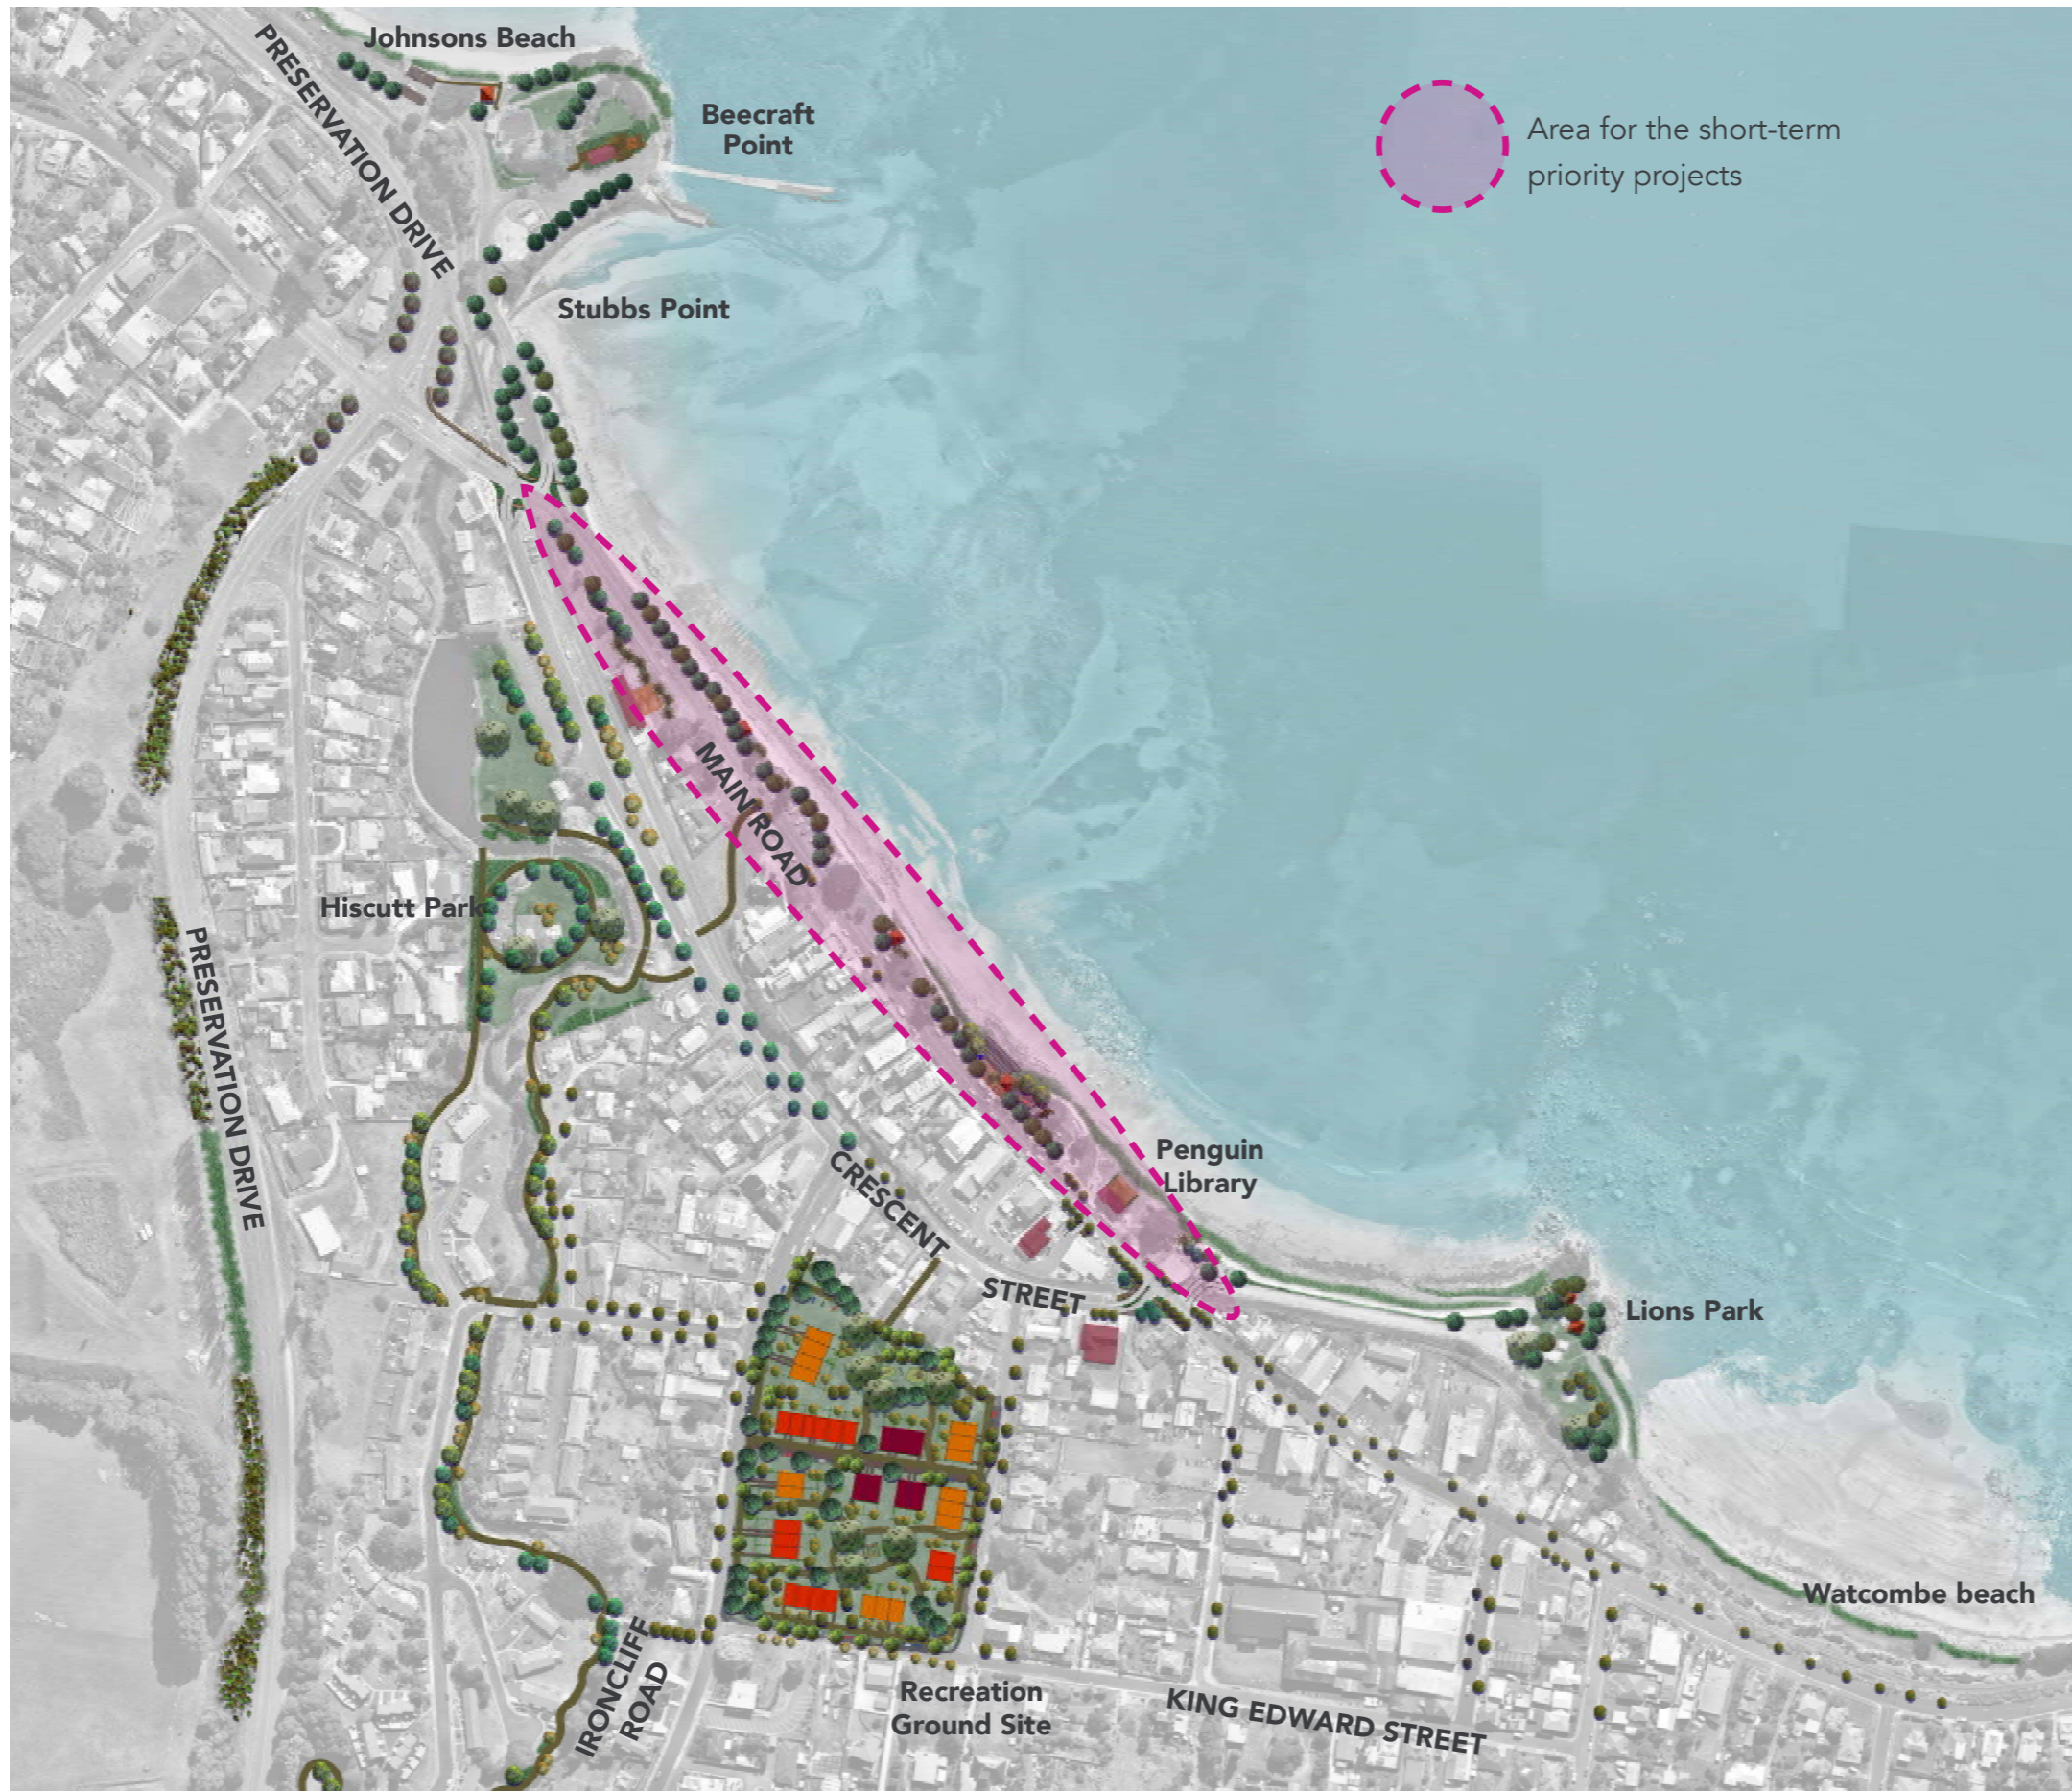 Johnsons Beach
PRESERVATION DRIVE
Beecraft
Point
Area for the short-term
priority projects
Stubbs Point
MAIN ROAD
Hiscutt Park
PRESERVATION DRIVE
Penguin
Library
CRESCENT
STREET
Lions Park
Watcombe beach
IRONCLIFF
ROAD
Recreation
Ground Site
KING EDWARD STREET